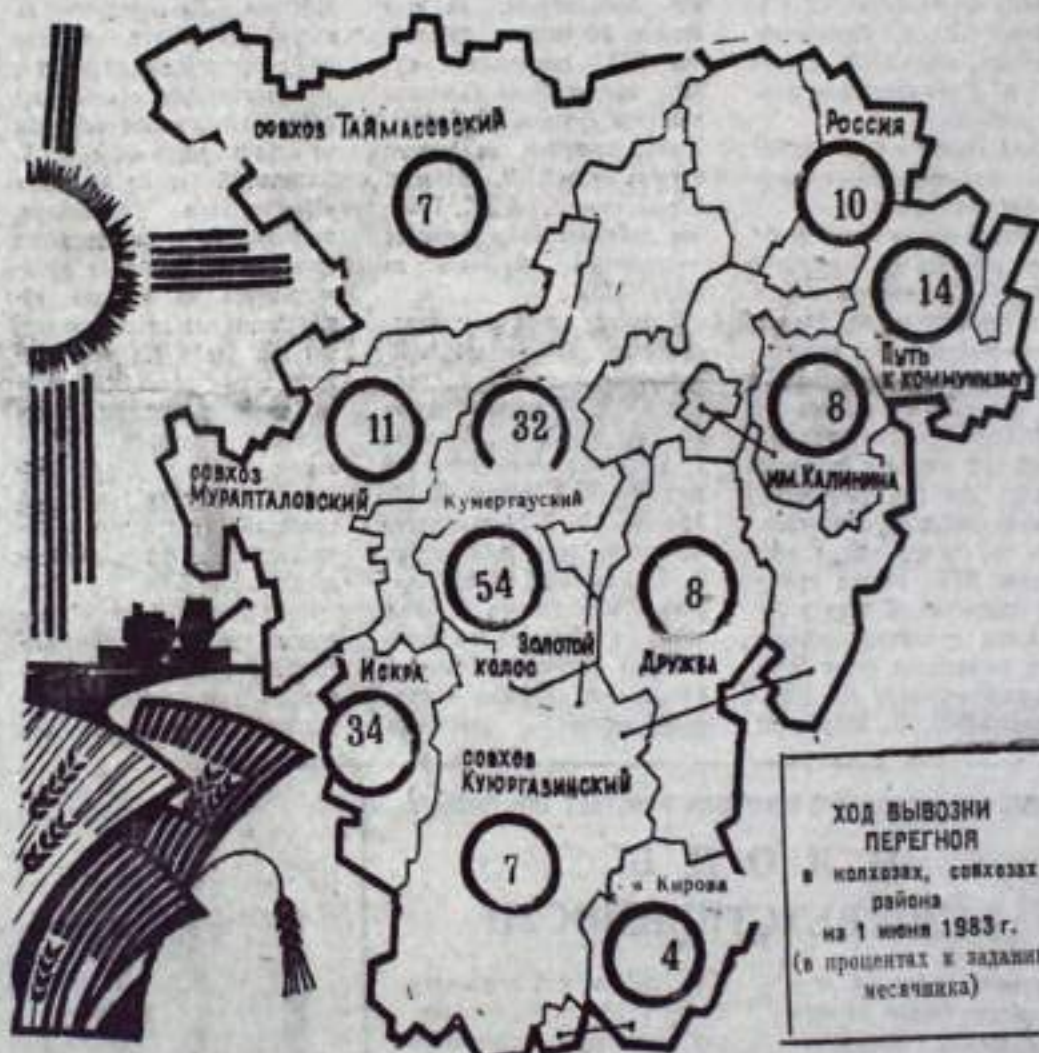 совхоз ТАЙМАСОВСКИЙ
7
РОССИЯ
10
14
ПУТЬ
К КОММУНИЗМУ
11
32
8
совхоз
МУРАПТАЛОВСКИЙ
Кумергауский
им. КАЛИНИНА
54
8
ЗОЛОТОЙ
КОЛОС
ДРУЖБА
ИСКРА
34
совхоз
КУЮРГАЗИНСКИЙ
7
и Кирова
4
ХОД ВЫВОЗКИ
ПЕРЕГНОЯ
в колхозах, совхозах
района
на 1 июня 1983 г.
(в процентах к заданию
месячника)